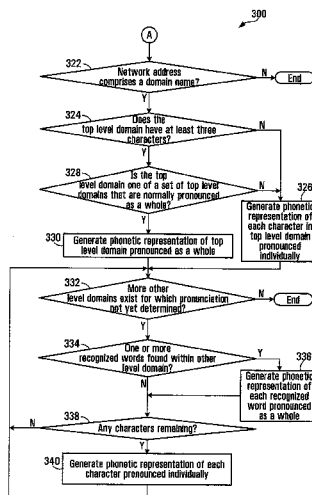 300
A
322
Network address
comprises a domain name?
N
End
Y
324
Does the
top level domain have at least three
characters?
N
Y
328
Is the top
level domain one of a set of top level
domains that are normally pronounced
as a whole?
N
326
Generate phonetic
representation of
each character in
top level domain
pronounced
individually
Y
330
Generate phonetic representation of top
level domain pronounced as a whole
332
More other
level domains exist for which pronunciation
not yet determined?
N
End
Y
334
One or more
recognized words found within other
level domain?
Y
336
Generate phonetic
representation of
each recognized
word pronounced
as a whole
N
338
N
Any characters remaining?
Y
340
Generate phonetic representation of each
character pronounced individually